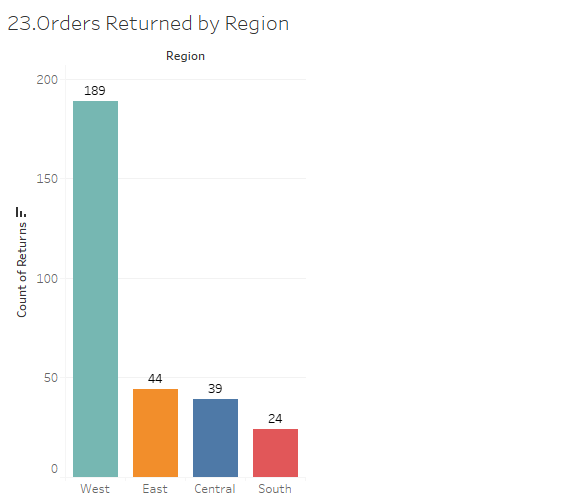 23.Orders Returned by Region
Region
200
150
100
50
0
Count of Returns
189
44
39
24
West
East
Central
South